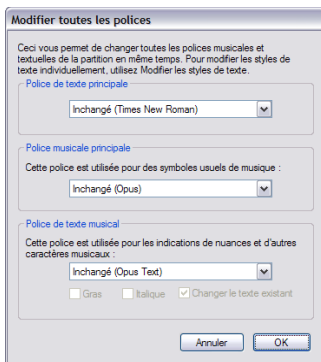 Modifier toutes les polices
Ceci vous permet de changer toutes les polices musicales et
textuelles de la partition en même temps. Pour modifier les styles de
texte individuellement, utilisez Modifier les styles de texte.
Police de texte principale
Inchangé (Times New Roman)
Police musicale principale
Cette police est utilisée pour des symboles usuels de musique :
Inchangé (Opus)
Police de texte musical
Cette police est utilisée pour les indications de nuances et d'autres
caractères musicaux :
Inchangé (Opus Text)
Gras Italique Changer le texte existant
Annuler OK